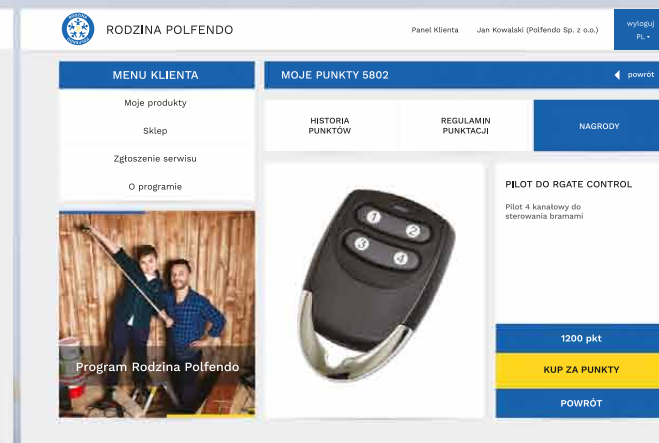 RODZINA POLFENDO
Panel Klienta
Jan Kowalski (Polfendo Sp. z o.o.)
wyloguj
PL
MENU KLIENTA
Moje produkty
Sklep
Zgłoszenie serwisu
O programie
Program Rodzina Polfendo
MOJE PUNKTY 5802
powrót
HISTORIA
PUNKTÓW
REGULAMIN
PUNKTACJI
NAGRODY
1
2
3
4
PILOT DO RGATE CONTROL
Pilot 4 kanałowy do
sterowania bramami
1200 pkt
KUP ZA PUNKTY
POWRÓT